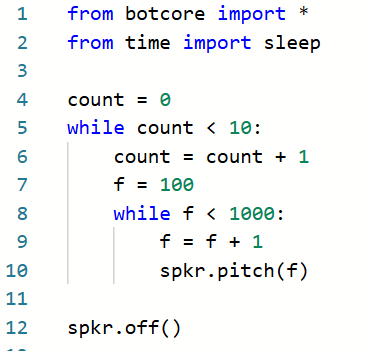 1 from botcore import *
2 from time import sleep
3
4 count = 0
5 while count < 10:
6     count = count + 1
7     f = 100
8     while f < 1000:
9         f = f + 1
10         spkr.pitch(f)
11
12 spkr.off()